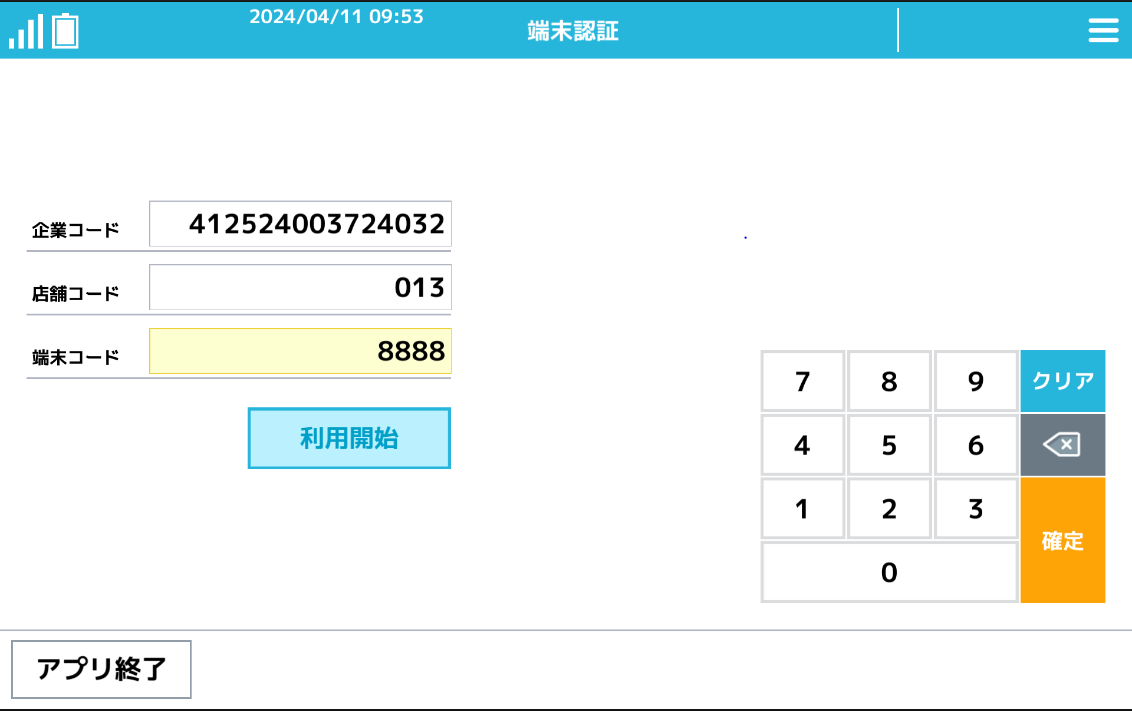 2024/04/11 09:53
端末認証
企業コード 412524003724032
店舗コード 013
端末コード 8888
利用開始
7 8 9 クリア
4 5 6
1 2 3
確定
0
アプリ終了